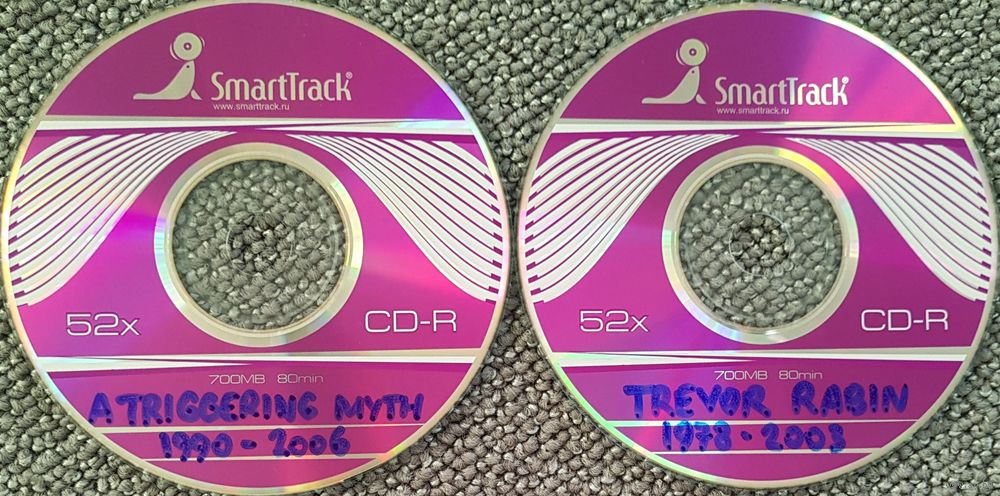 SmartTrack®
www.smarttrack.ru
52x
CD-R
700MB 80min
A TRIGGERING MYTH
1990-2006
SmartTrack®
www.smarttrack.ru
52x
CD-R
700MB 80min
TREVOR RABIN
1978-2003